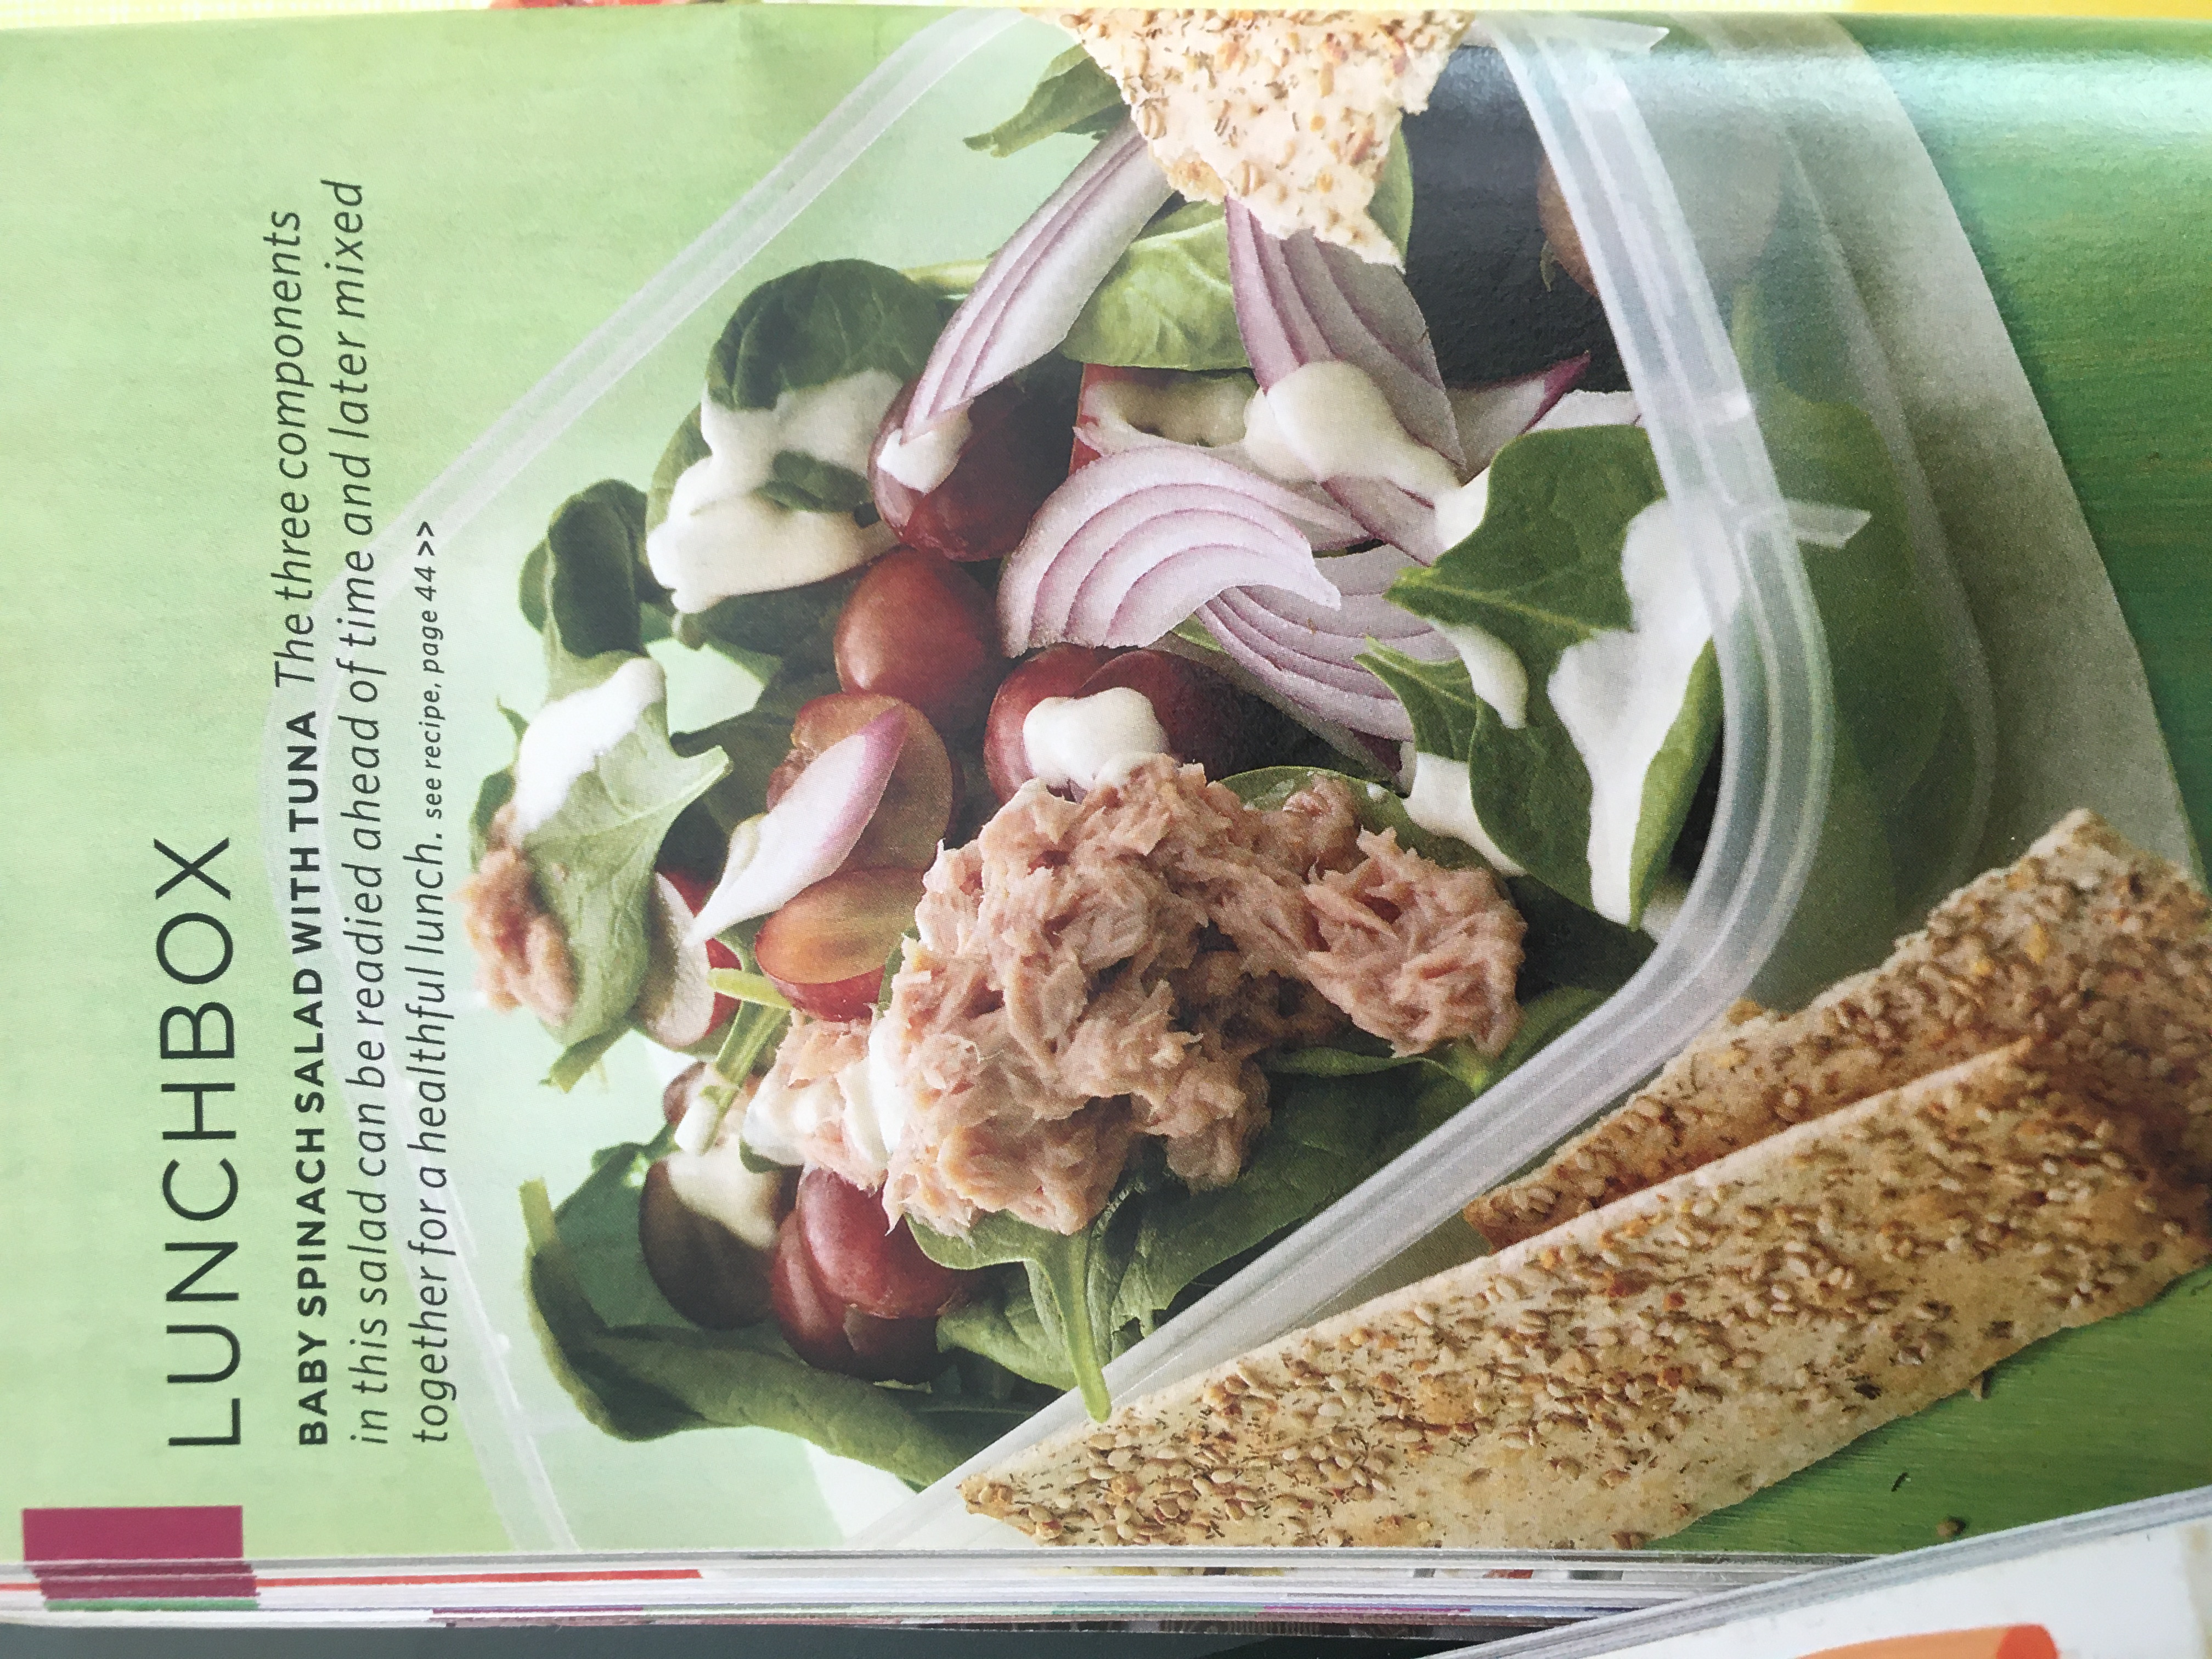 LUNCHBOX
BABY SPINACH SALAD WITH TUNA The three components
in this salad can be readied ahead of time and later mixed
together for a healthful lunch. see recipe, page 44 >>